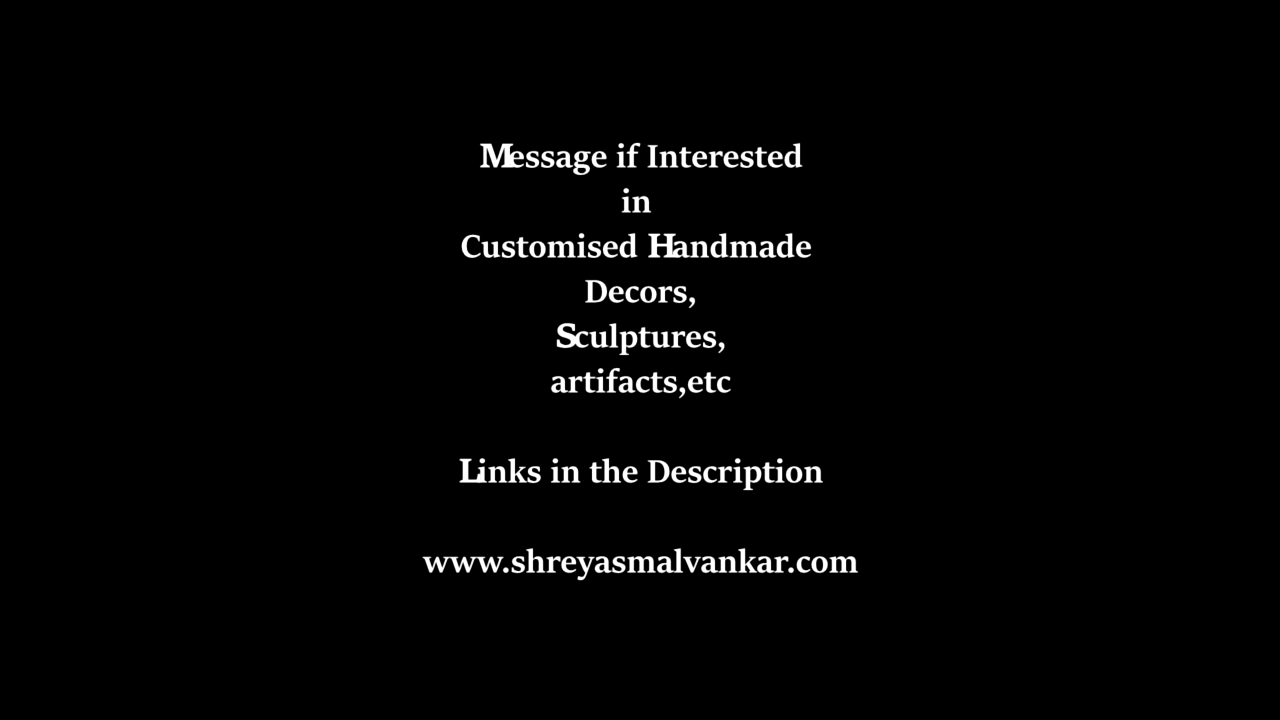 Message if Interested
in
Customised Handmade
Decors,
Sculptures,
artifacts,etc
Links in the Description
www.shreyasmalvankar.com